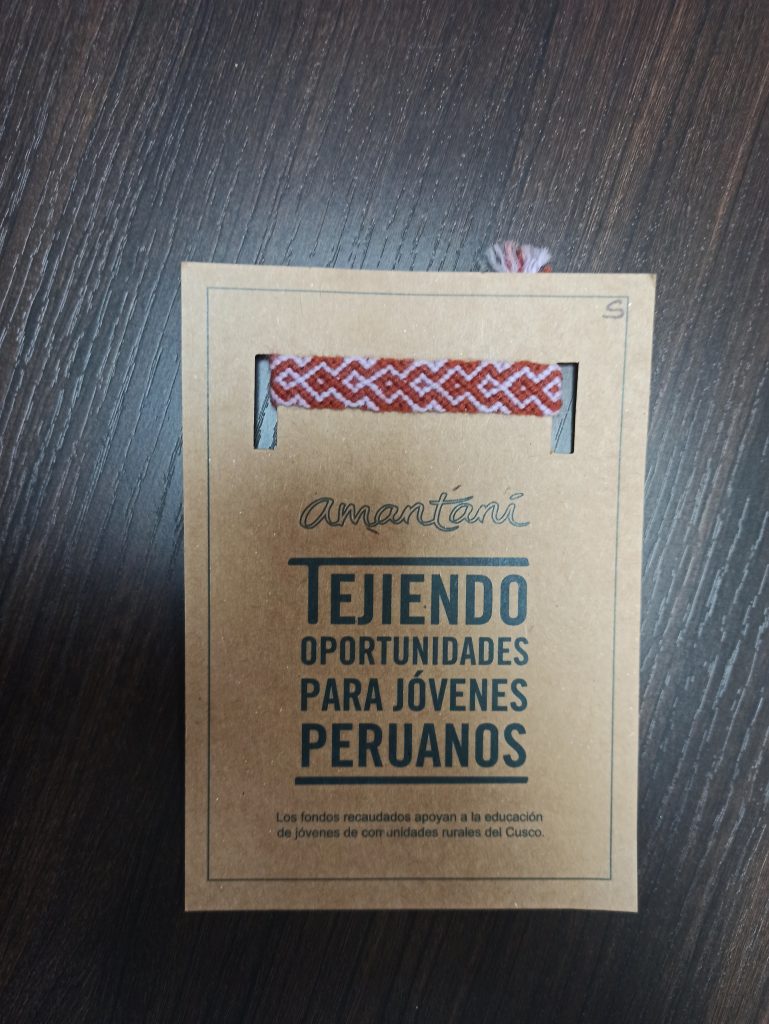 S
amantani
TEJIENDO
OPORTUNIDADES
PARA JÓVENES
PERUANOS
Los fondos recaudados apoyan a la educación
de jóvenes de comunidades rurales del Cusco.